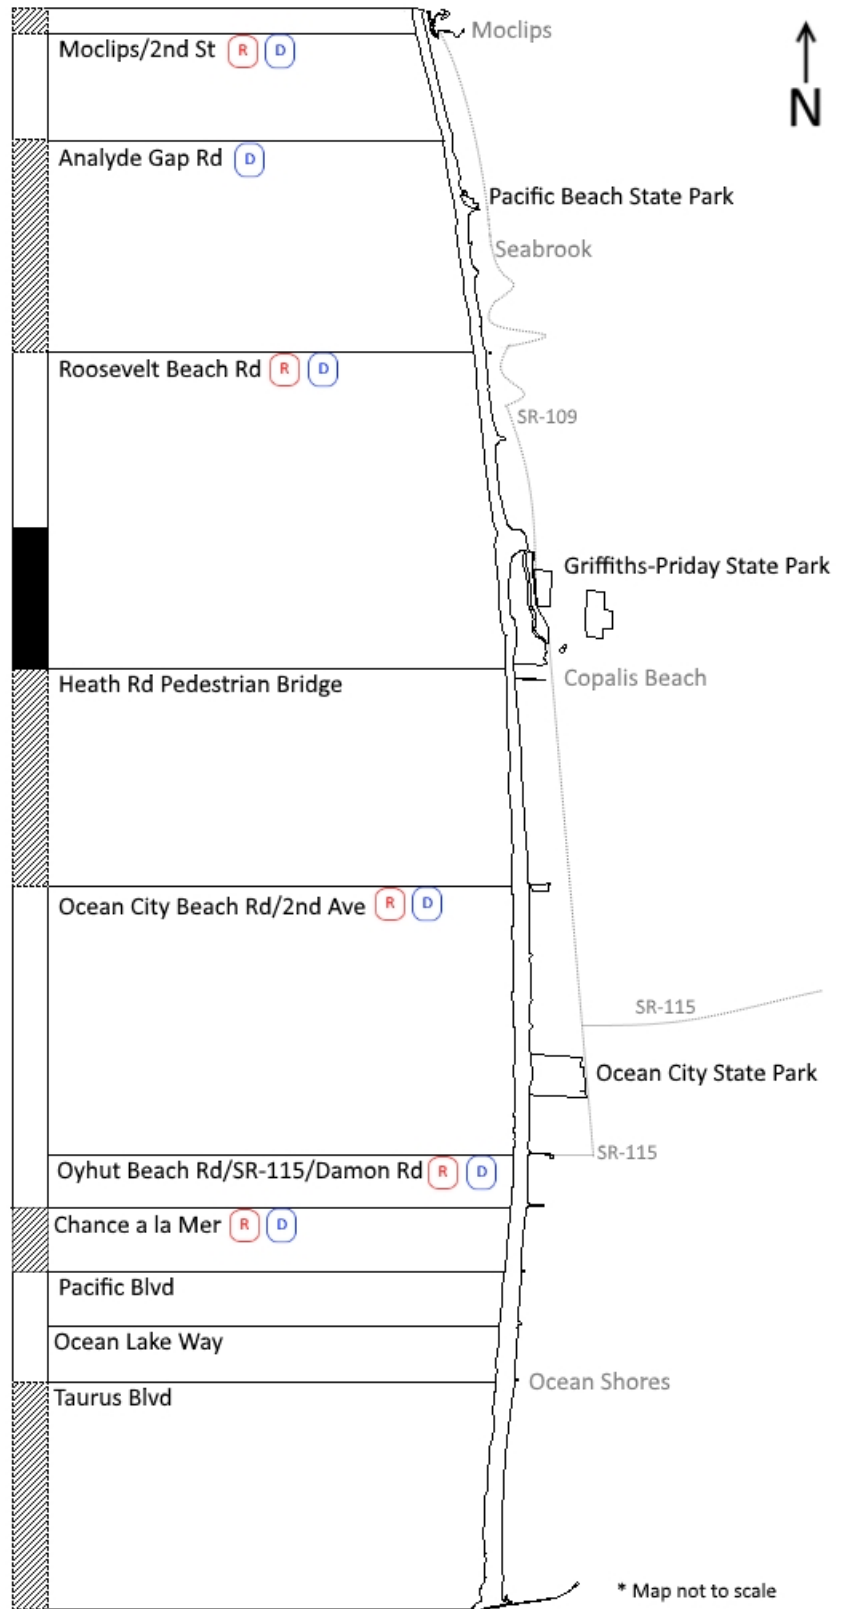 Moclips
Moclips/2nd St R D
N
Analyde Gap Rd D
Pacific Beach State Park
Seabrook
Roosevelt Beach Rd R D
SR-109
Griffiths-Priday State Park
Heath Rd Pedestrian Bridge
Copalis Beach
Ocean City Beach Rd/2nd Ave R D
SR-115
Ocean City State Park
SR-115
Oyhut Beach Rd/SR-115/Damon Rd R D
Chance a la Mer R D
Pacific Blvd
Ocean Lake Way
Ocean Shores
Taurus Blvd
* Map not to scale